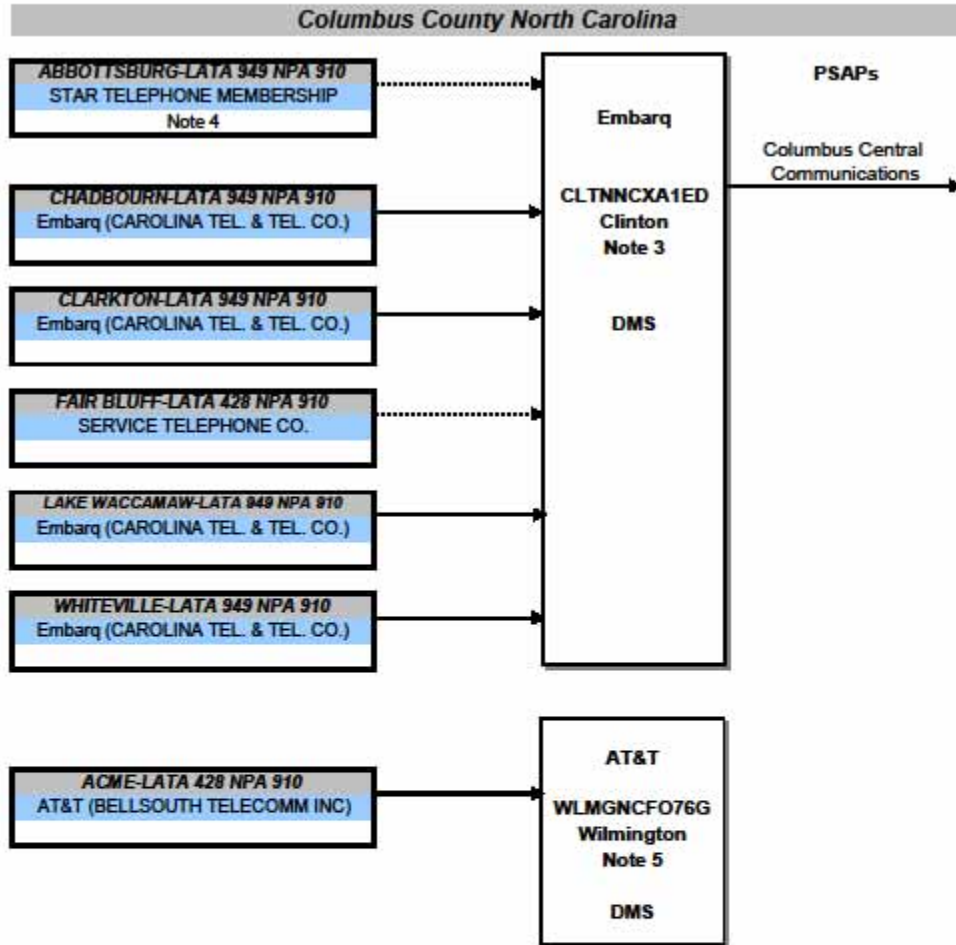 Columbus County North Carolina
ABBOTTSBURG-LATA 949 NPA 910
STAR TELEPHONE MEMBERSHIP
Note 4
CHADBOURN-LATA 949 NPA 910
Embarq (CAROLINA TEL. & TEL. CO.)
CLARKTON-LATA 949 NPA 910
Embarq (CAROLINA TEL. & TEL. CO.)
FAIR BLUFF-LATA 428 NPA 910
SERVICE TELEPHONE CO.
LAKE WACCAMAW-LATA 949 NPA 910
Embarq (CAROLINA TEL. & TEL. CO.)
WHITEVILLE-LATA 949 NPA 910
Embarq (CAROLINA TEL. & TEL. CO.)
Embarq
CLTNNCXA1ED
Clinton
Note 3
DMS
PSAPs
Columbus Central
Communications
ACME-LATA 428 NPA 910
AT&T (BELLSOUTH TELECOMM INC)
AT&T
WLMGNCFO76G
Wilmington
Note 5
DMS